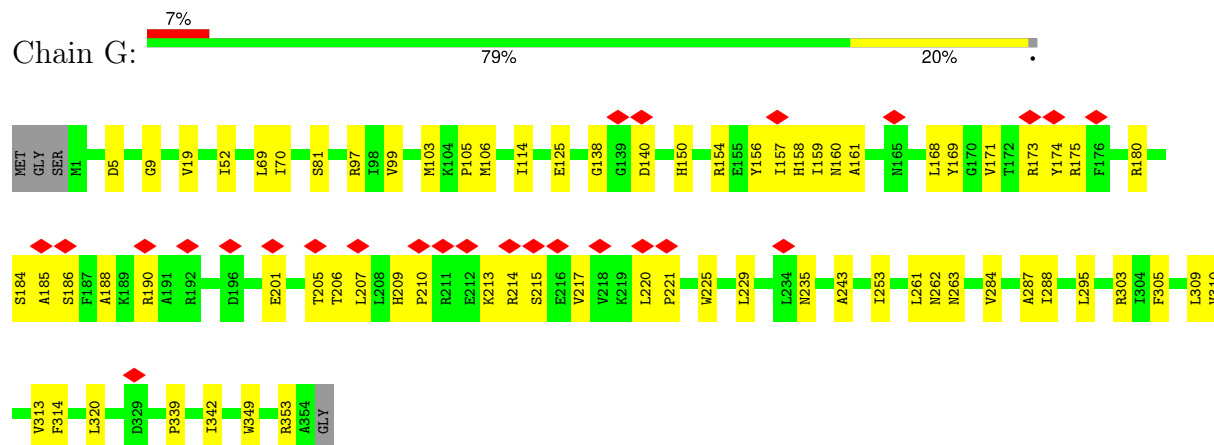 7%
Chain G:
79% 20% •
MET GLY SER M1 D5 G9 V19 I52 L69 I70 S81 R97 I98 V99 M103 K104 P105 M106 I114 E125 G138 G139 D140 H150 R154 E155 Y156 I157 H158 I159 N160 A161 N165 L168 Y169 G170 V171 T172 R173 Y174 R175 F176 R180
S184 A185 S186 F187 A188 K189 R190 A191 R192 D196 E201 T205 T206 L207 L208 H209 P210 R211 E212 K213 R214 S215 E216 V217 V218 K219 L220 P221 W225 L229 L234 N235 A243 I253 L261 N262 N263 V284 A287 I288 L295 R303 I304 F305 L309 V310
V313 F314 L320 D329 P339 I342 W349 R353 A354 GLY